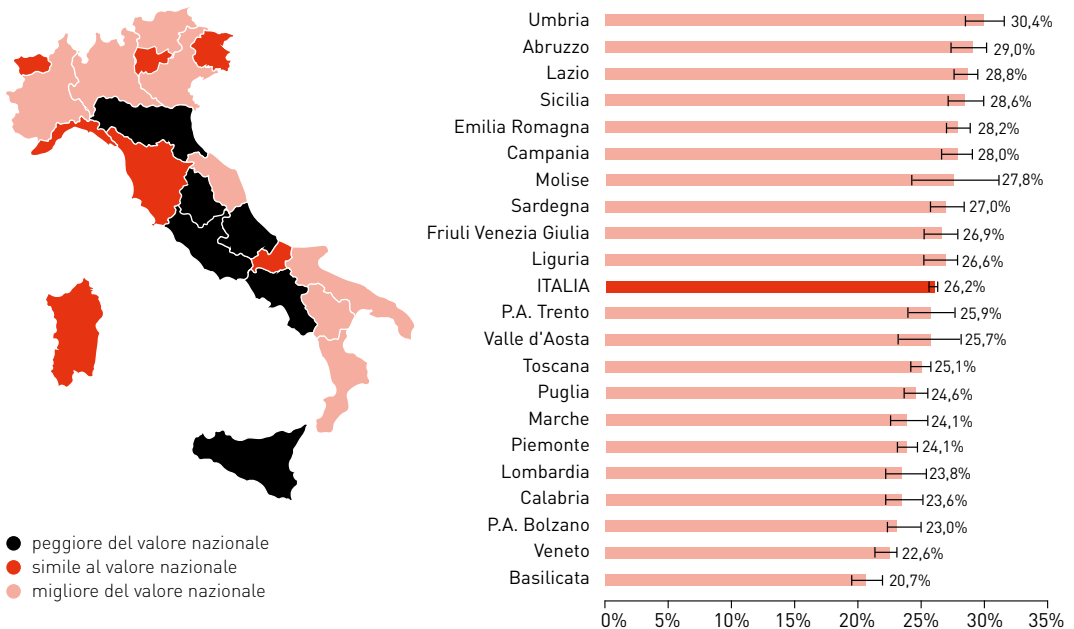 Umbria 30,4%
Abruzzo 29,0%
Lazio 28,8%
Sicilia 28,6%
Emilia Romagna 28,2%
Campania 28,0%
Molise 27,8%
Sardegna 27,0%
Friuli Venezia Giulia 26,9%
Liguria 26,6%
ITALIA 26,2%
P.A. Trento 25,9%
Valle d'Aosta 25,7%
Toscana 25,1%
Puglia 24,6%
Marche 24,1%
Piemonte 24,1%
Lombardia 23,8%
Calabria 23,6%
P.A. Bolzano 23,0%
Veneto 22,6%
Basilicata 20,7%
0% 5% 10% 15% 20% 25% 30% 35%
peggiore del valore nazionale
simile al valore nazionale
migliore del valore nazionale